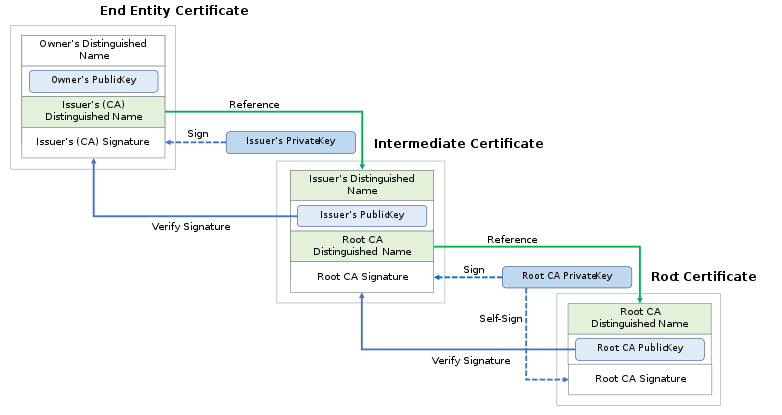 End Entity Certificate
Owner's Distinguished
Name
Owner's PublicKey
Issuer's (CA)
Distinguished Name
Issuer's (CA) Signature
Reference
Sign
Issuer's PrivateKey
Verify Signature
Intermediate Certificate
Issuer's Distinguished
Name
Issuer's PublicKey
Root CA
Distinguished Name
Root CA Signature
Reference
Sign
Root CA PrivateKey
Self-Sign
Verify Signature
Root Certificate
Root CA
Distinguished Name
Root CA PublicKey
Root CA Signature